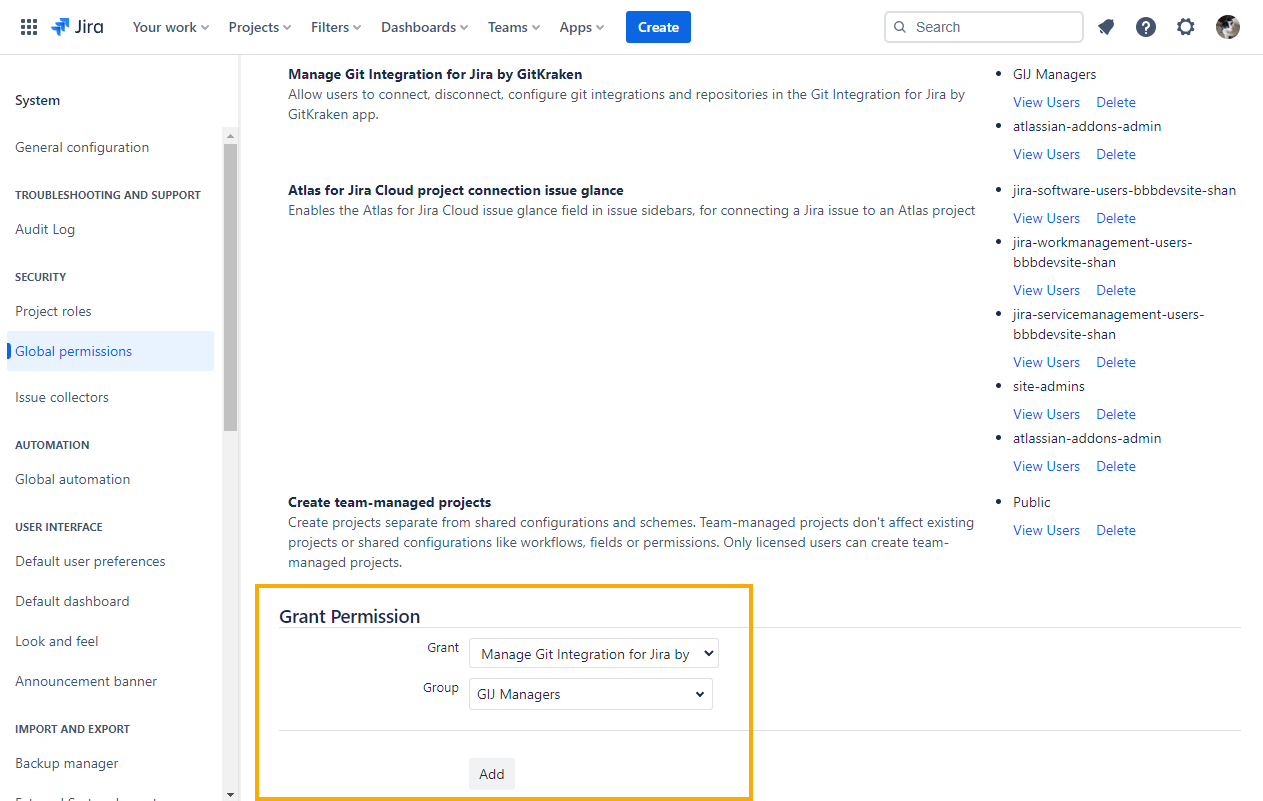 Jira
Your work
Projects
Filters
Dashboards
Teams
Apps
Create
Search
System
General configuration
TROUBLESHOOTING AND SUPPORT
Audit Log
SECURITY
Project roles
Global permissions
Issue collectors
AUTOMATION
Global automation
USER INTERFACE
Default user preferences
Default dashboard
Look and feel
Announcement banner
IMPORT AND EXPORT
Backup manager
Manage Git Integration for Jira by GitKraken
Allow users to connect, disconnect, configure git integrations and repositories in the Git Integration for Jira by
GitKraken app.
GIJ Managers
View Users Delete
atlassian-addons-admin
View Users Delete
Atlas for Jira Cloud project connection issue glance
Enables the Atlas for Jira Cloud issue glance field in issue sidebars, for connecting a Jira issue to an Atlas project
jira-software-users-bbbdevsite-shan
View Users Delete
jira-workmanagement-users-
bbbdevsite-shan
View Users Delete
jira-servicemanagement-users-
bbbdevsite-shan
View Users Delete
site-admins
View Users Delete
atlassian-addons-admin
View Users Delete
Create team-managed projects
Create projects separate from shared configurations and schemes. Team-managed projects don't affect existing
projects or shared configurations like workflows, fields or permissions. Only licensed users can create team-
managed projects.
Public
View Users Delete
Grant Permission
Grant Manage Git Integration for Jira by
Group GIJ Managers
Add